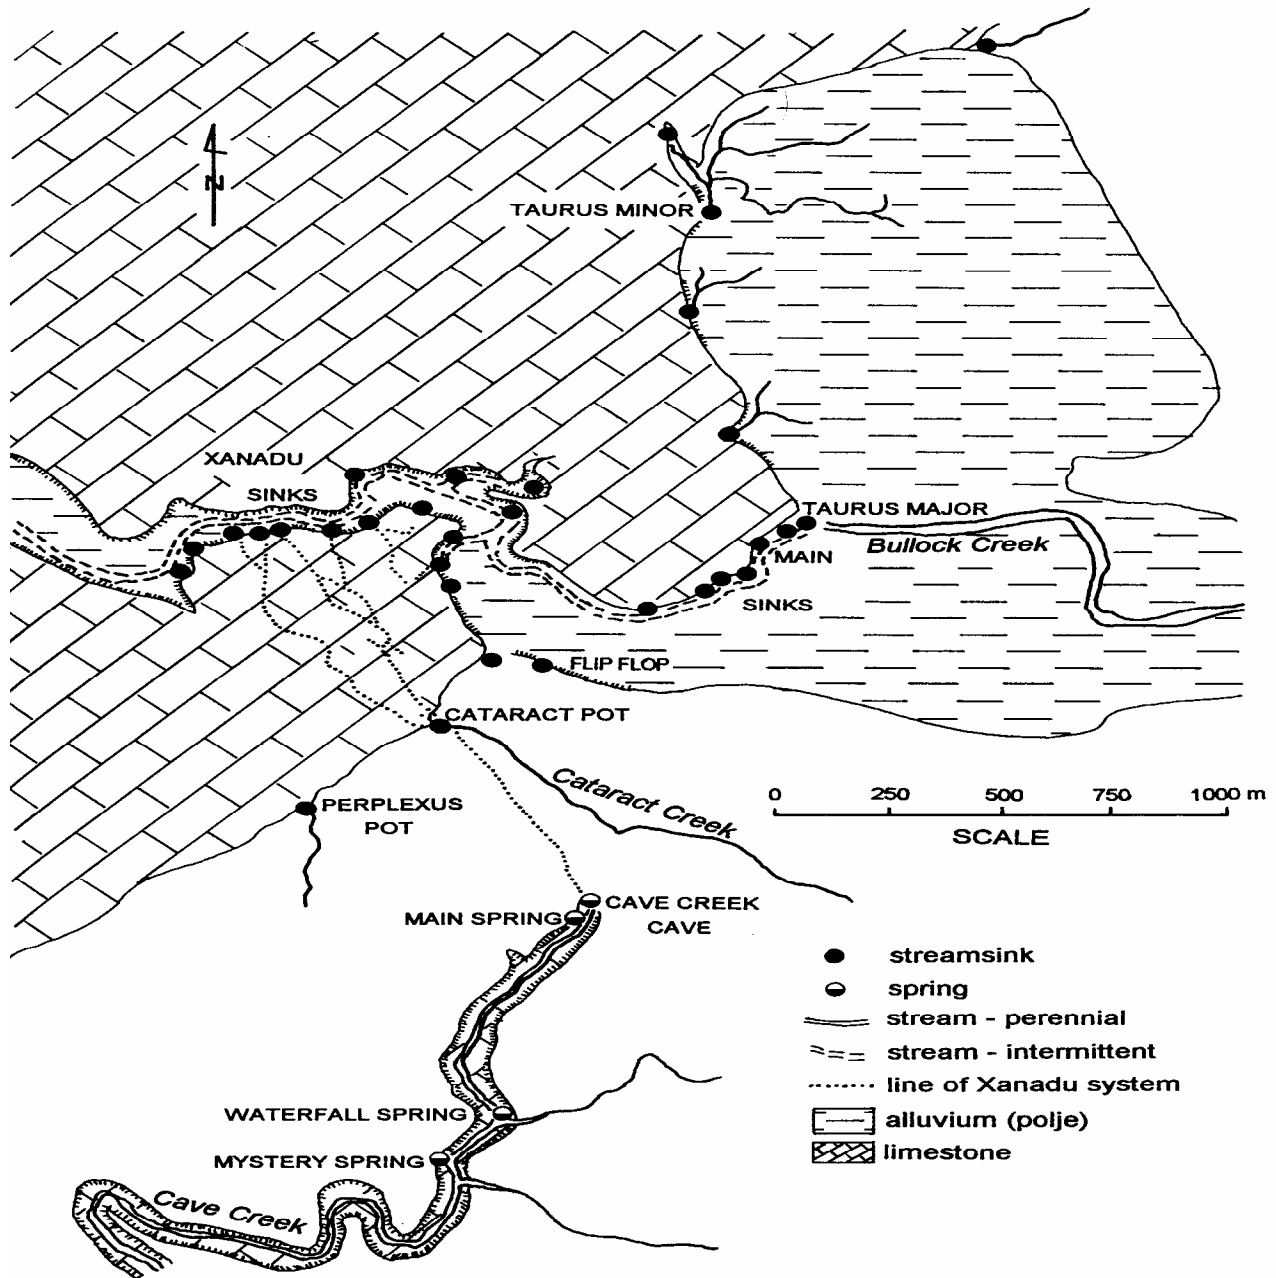 N
TAURUS MINOR
XANADU
SINKS
TAURUS MAJOR
Bullock Creek
MAIN
SINKS
FLIP FLOP
CATARACT POT
Cataract Creek
PERPLEXUS
POT
0 250 500 750 1000 m
SCALE
CAVE CREEK
CAVE
MAIN SPRING
streamsink
spring
stream - perennial
stream - intermittent
line of Xanadu system
alluvium (polje)
limestone
WATERFALL SPRING
MYSTERY SPRING
Cave Creek